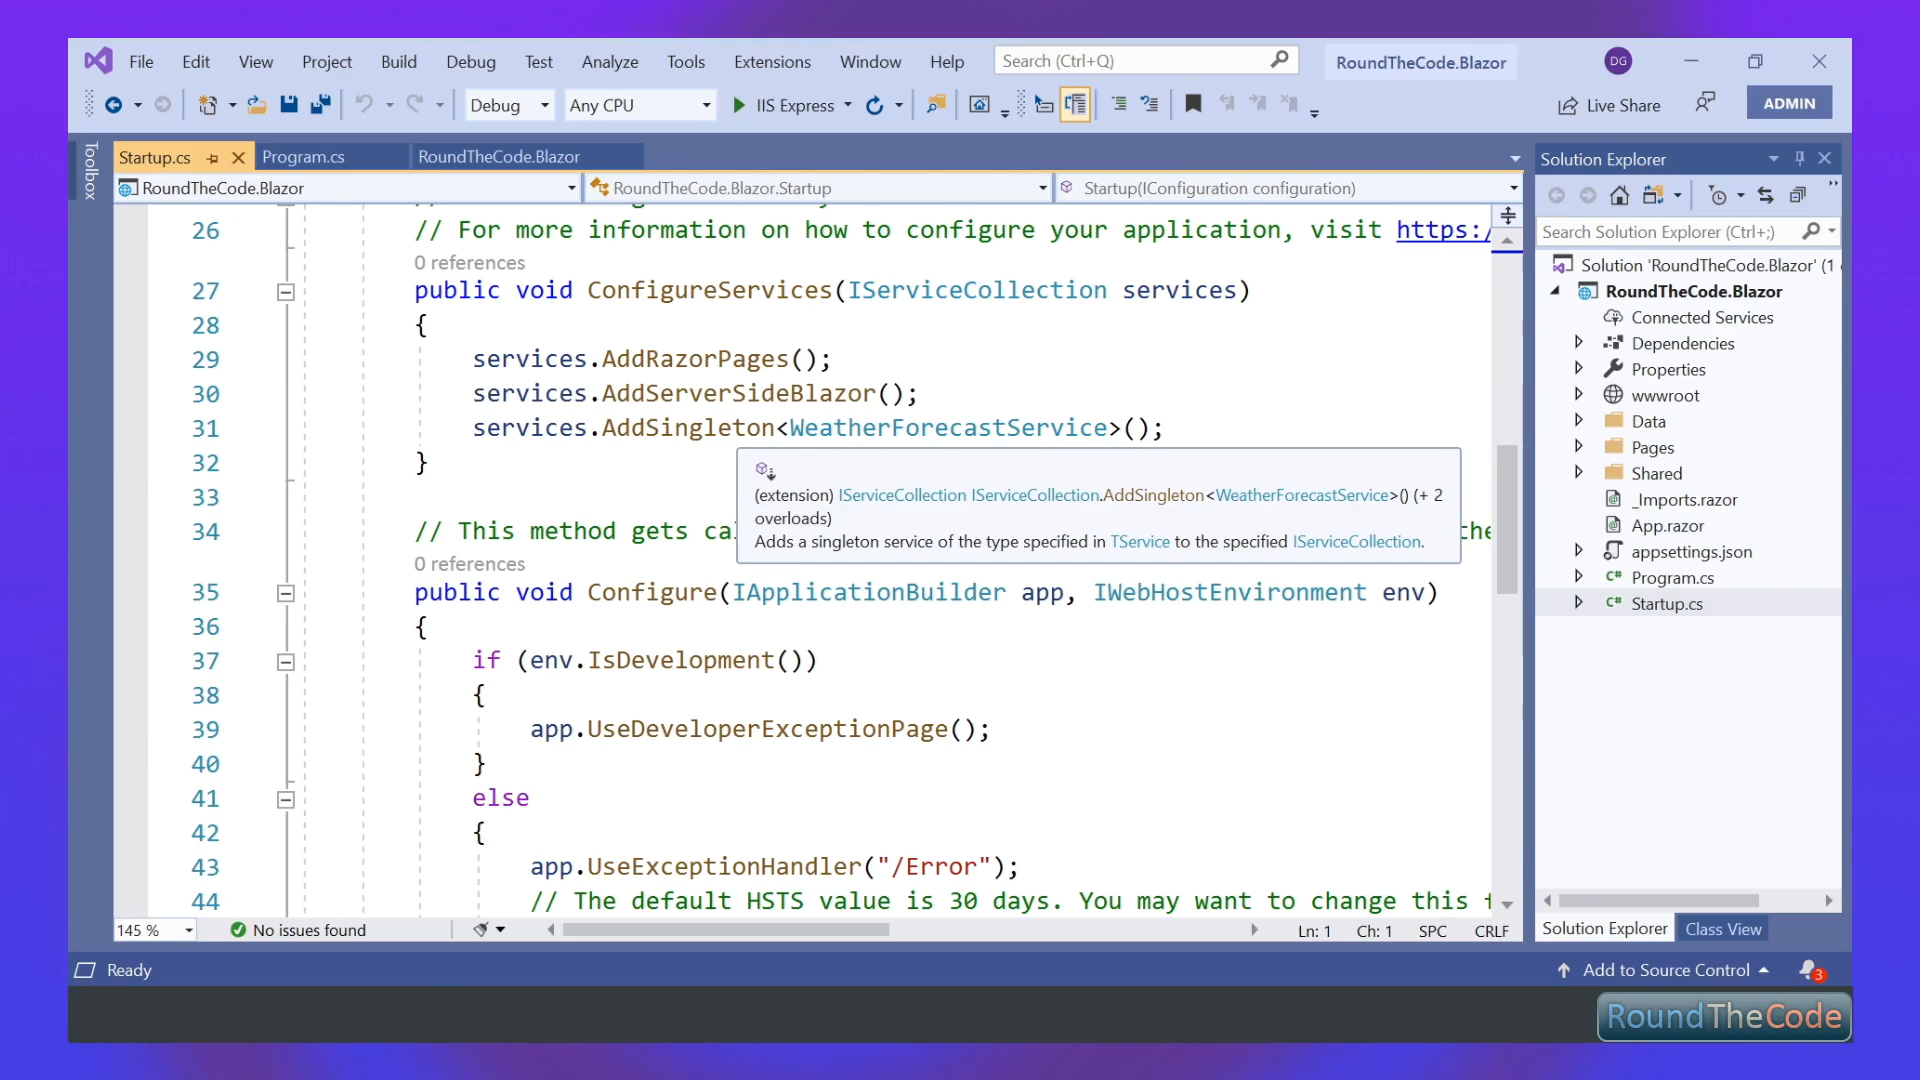 File Edit View Project Build Debug Test Analyze Tools Extensions Window Help Search (Ctrl+Q) RoundTheCode.Blazor DG
Debug Any CPU IIS Express Live Share ADMIN
Toolbox
Startup.cs Program.cs RoundTheCode.Blazor
RoundTheCode.Blazor RoundTheCode.Blazor.Startup Startup(IConfiguration configuration)
26 // For more information on how to configure your application, visit https:/
0 references
27 public void ConfigureServices(IServiceCollection services)
28 {
29 services.AddRazorPages();
30 services.AddServerSideBlazor();
31 services.AddSingleton<WeatherForecastService>();
32 }
33
34 // This method gets ca
(extension) IServiceCollection IServiceCollection.AddSingleton<WeatherForecastService>() (+ 2
overloads)
Adds a singleton service of the type specified in TService to the specified IServiceCollection.
0 references
35 public void Configure(IApplicationBuilder app, IWebHostEnvironment env)
36 {
37 if (env.IsDevelopment())
38 {
39 app.UseDeveloperExceptionPage();
40 }
41 else
42 {
43 app.UseExceptionHandler("/Error");
44 // The default HSTS value is 30 days. You may want to change this f
145 % No issues found Ln: 1 Ch: 1 SPC CRLF
Solution Explorer
Search Solution Explorer (Ctrl+;)
Solution 'RoundTheCode.Blazor' (1
RoundTheCode.Blazor
Connected Services
Dependencies
Properties
wwwroot
Data
Pages
Shared
_Imports.razor
App.razor
appsettings.json
C# Program.cs
C# Startup.cs
Solution Explorer Class View
Ready Add to Source Control 3
RoundTheCode